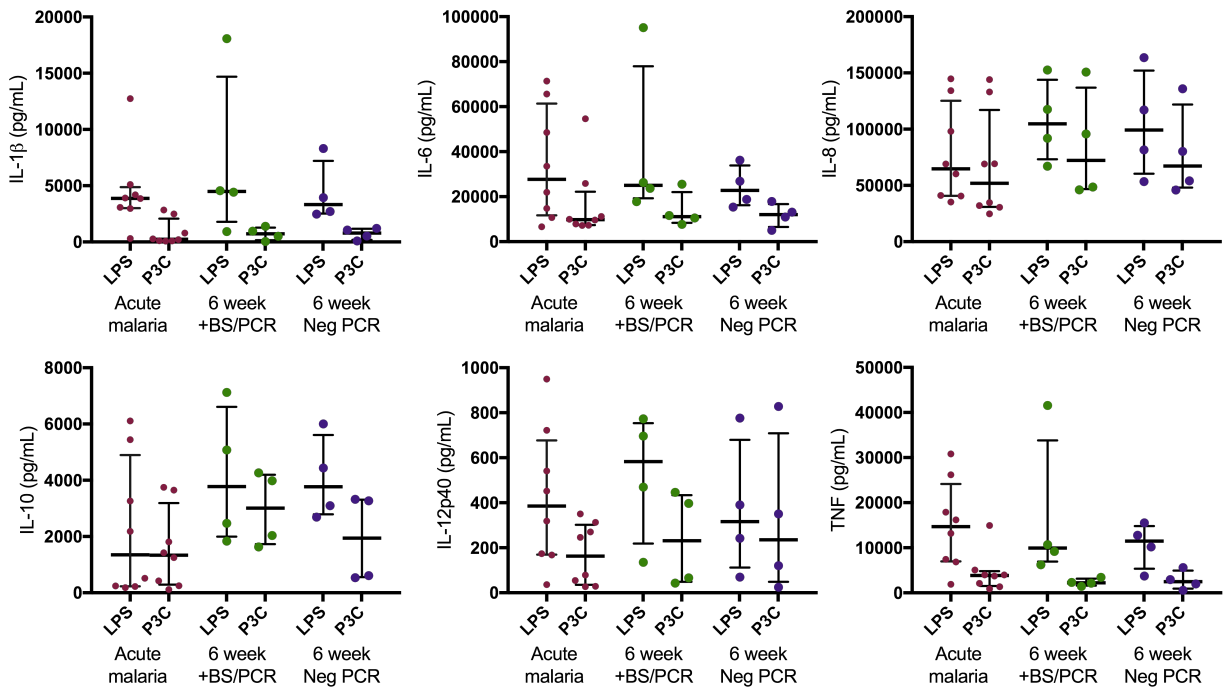 20000
15000
10000
5000
0
IL-1β (pg/mL)
LPS P3C LPS P3C LPS P3C
Acute 6 week 6 week
malaria +BS/PCR Neg PCR
100000
80000
60000
40000
20000
0
IL-6 (pg/mL)
LPS P3C LPS P3C LPS P3C
Acute 6 week 6 week
malaria +BS/PCR Neg PCR
200000
150000
100000
50000
0
IL-8 (pg/mL)
LPS P3C LPS P3C LPS P3C
Acute 6 week 6 week
malaria +BS/PCR Neg PCR
8000
6000
4000
2000
0
IL-10 (pg/mL)
LPS P3C LPS P3C LPS P3C
Acute 6 week 6 week
malaria +BS/PCR Neg PCR
1000
800
600
400
200
0
IL-12p40 (pg/mL)
LPS P3C LPS P3C LPS P3C
Acute 6 week 6 week
malaria +BS/PCR Neg PCR
50000
40000
30000
20000
10000
0
TNF (pg/mL)
LPS P3C LPS P3C LPS P3C
Acute 6 week 6 week
malaria +BS/PCR Neg PCR